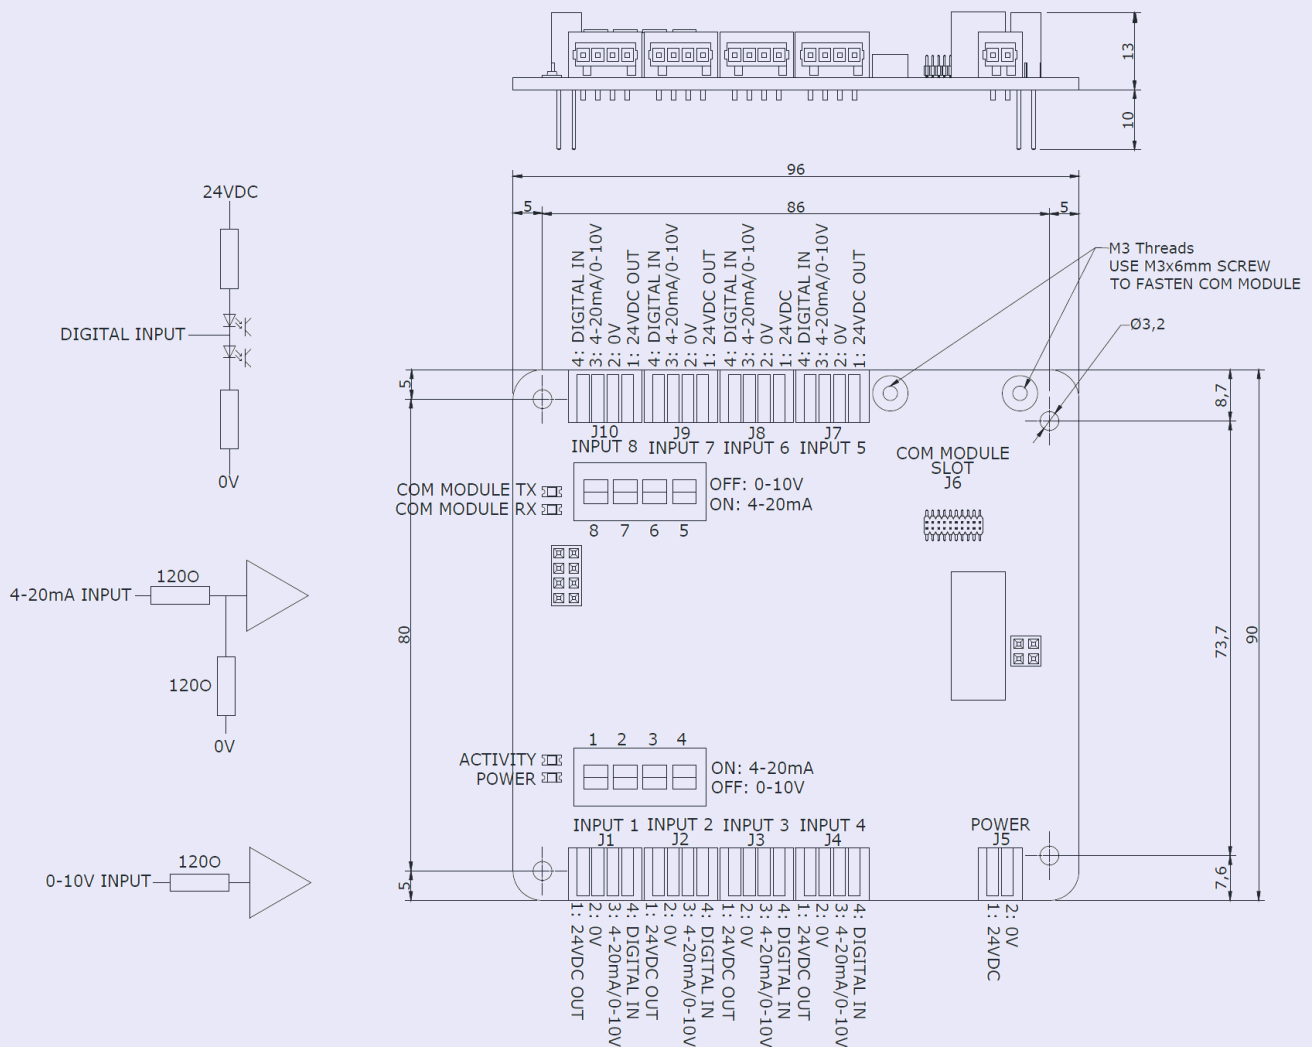 13
10
96
5
86
5
24VDC
DIGITAL INPUT
0V
4: DIGITAL IN
3: 4-20mA/0-10V
2: 0V
1: 24VDC OUT
4: DIGITAL IN
3: 4-20mA/0-10V
2: 0V
1: 24VDC OUT
4: DIGITAL IN
3: 4-20mA/0-10V
2: 0V
1: 24VDC
4: DIGITAL IN
3: 4-20mA/0-10V
2: 0V
1: 24VDC OUT
M3 Threads
USE M3x6mm SCREW
TO FASTEN COM MODULE
Ø3,2
5
8,7
J10
J9
J8
J7
INPUT 8
INPUT 7
INPUT 6
INPUT 5
COM MODULE
SLOT
J6
COM MODULE TX
COM MODULE RX
OFF: 0-10V
ON: 4-20mA
8
7
6
5
4-20mA INPUT
120O
120O
0V
80
73,7
90
1
2
3
4
ACTIVITY
POWER
ON: 4-20mA
OFF: 0-10V
INPUT 1
INPUT 2
INPUT 3
INPUT 4
POWER
J1
J2
J3
J4
J5
0-10V INPUT
120O
5
7,6
1: 24VDC OUT
2: 0V
3: 4-20mA/0-10V
4: DIGITAL IN
1: 24VDC OUT
2: 0V
3: 4-20mA/0-10V
4: DIGITAL IN
1: 24VDC OUT
2: 0V
3: 4-20mA/0-10V
4: DIGITAL IN
1: 24VDC OUT
2: 0V
3: 4-20mA/0-10V
4: DIGITAL IN
1: 24VDC
2: 0V